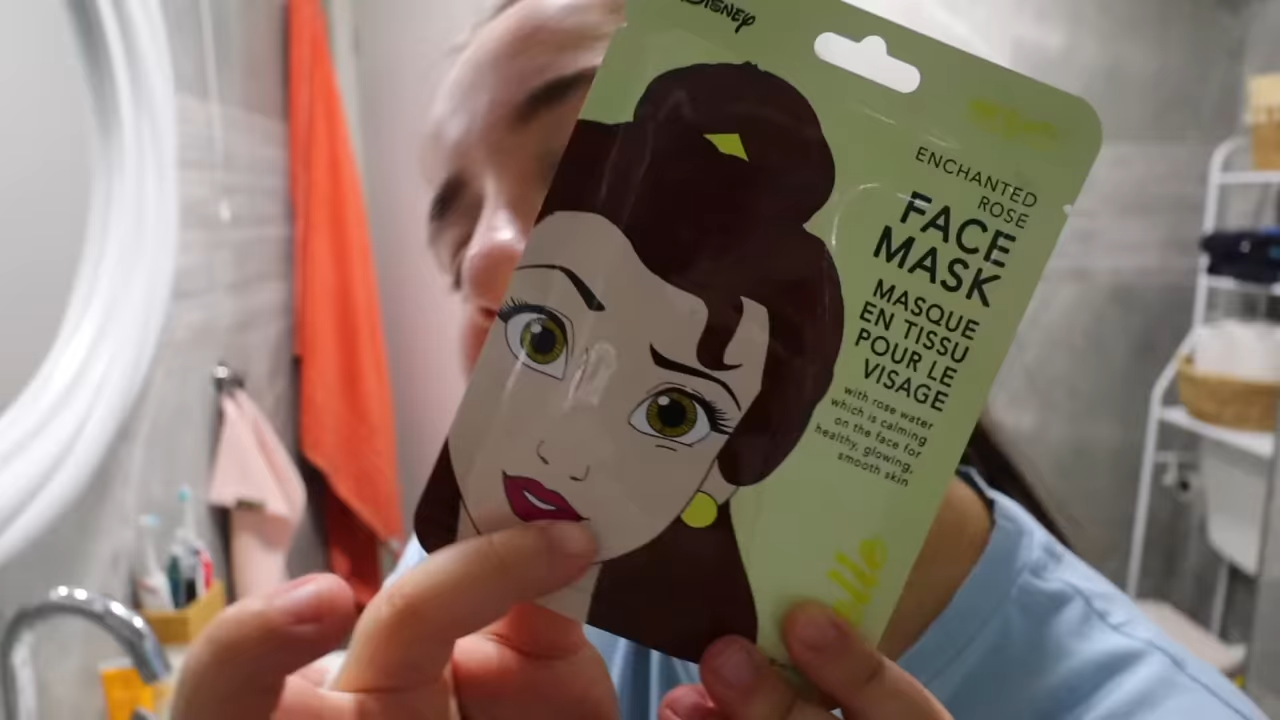 Disney
ENCHANTED
ROSE
FACE
MASK
MASQUE
EN TISSU
POUR LE
VISAGE
with rose water
which is calming
on the face for
healthy, glowing,
smooth skin